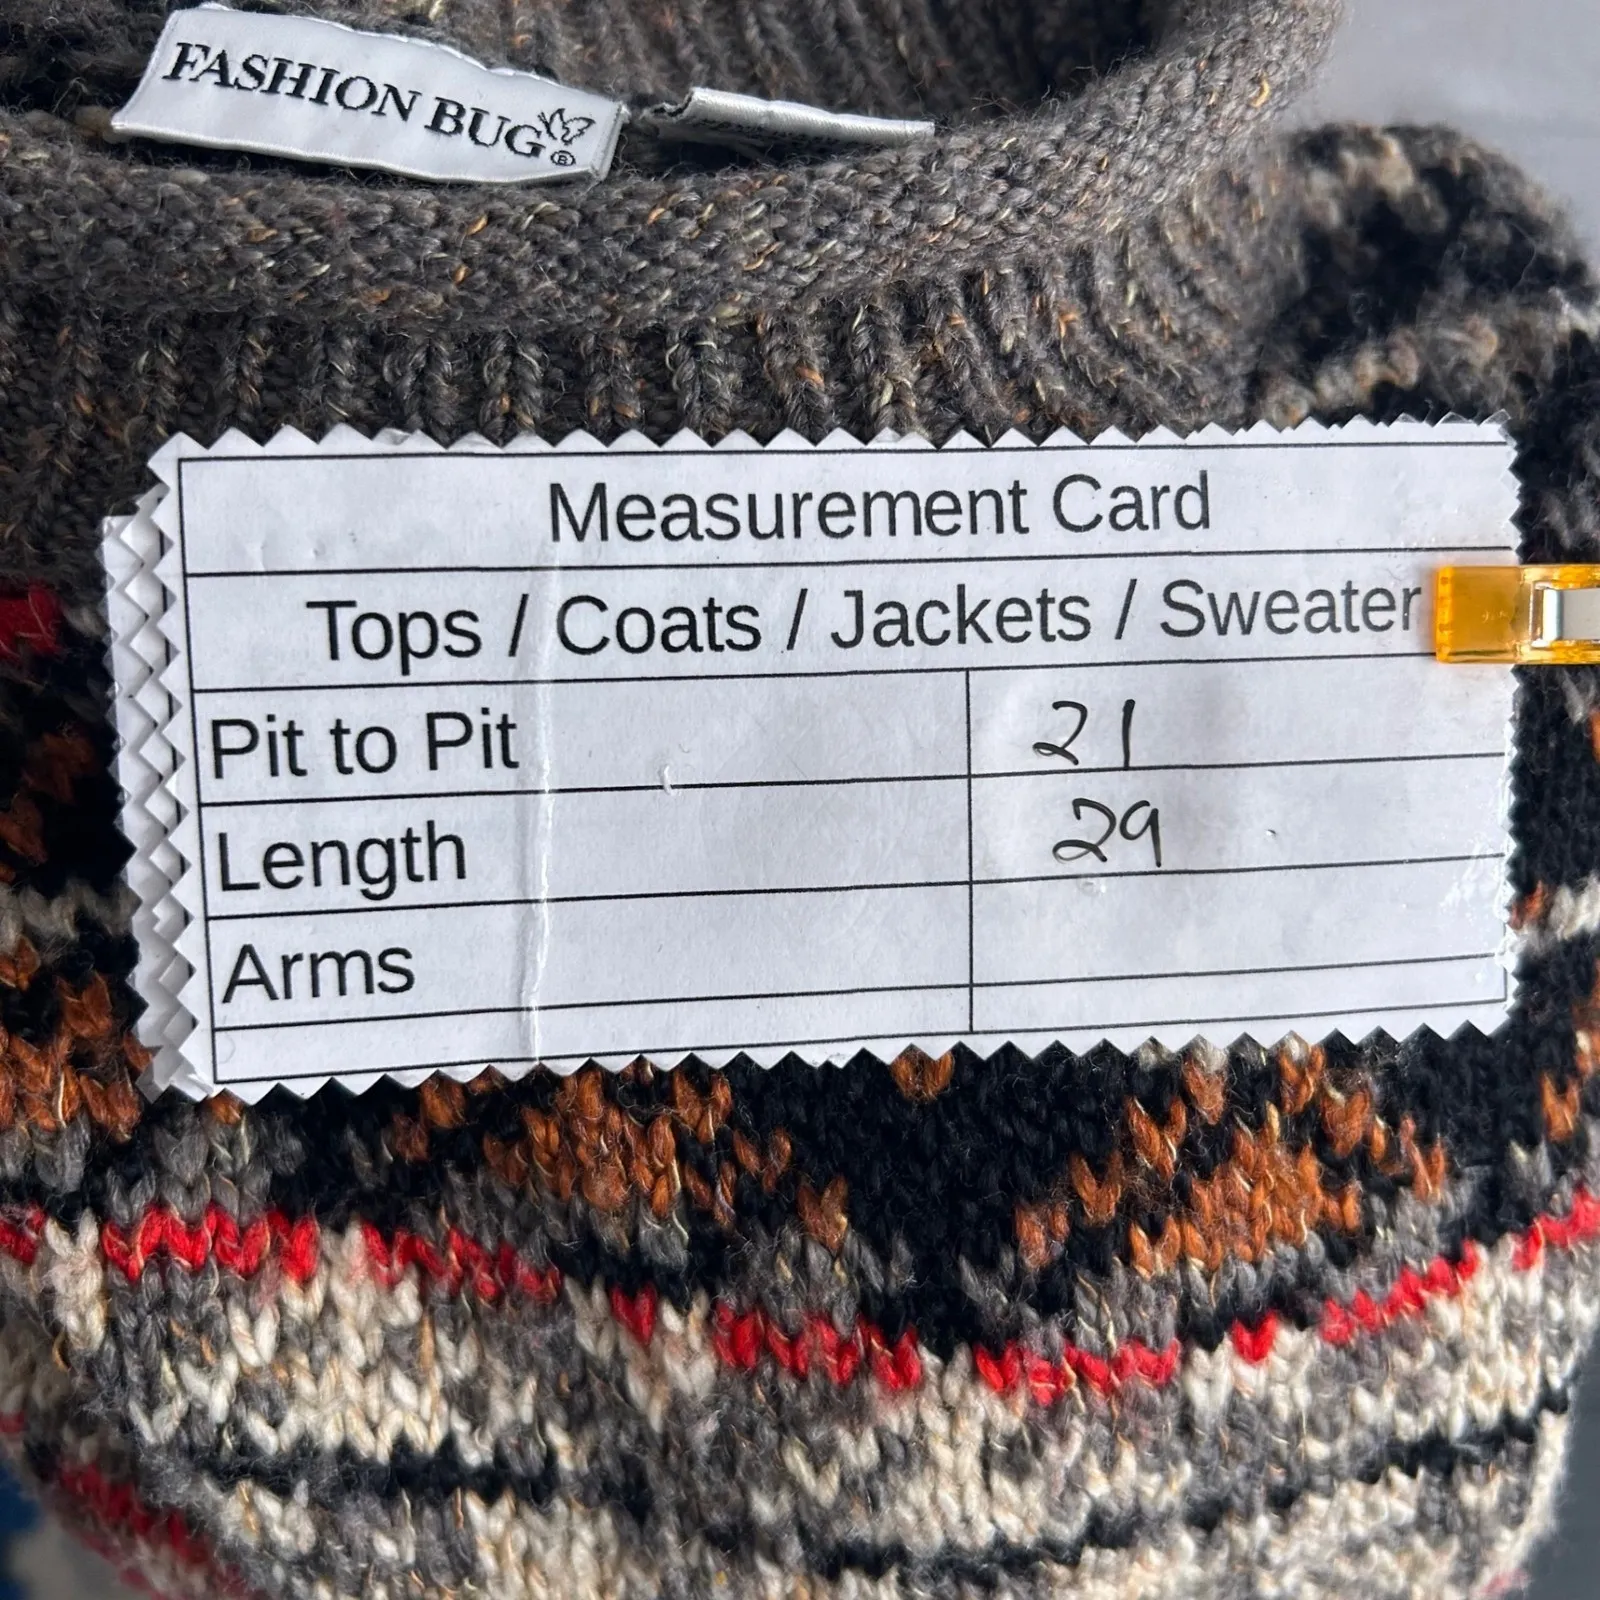 FASHION BUG ®
Measurement Card
Tops / Coats / Jackets / Sweater
Pit to Pit 21
Length 29
Arms